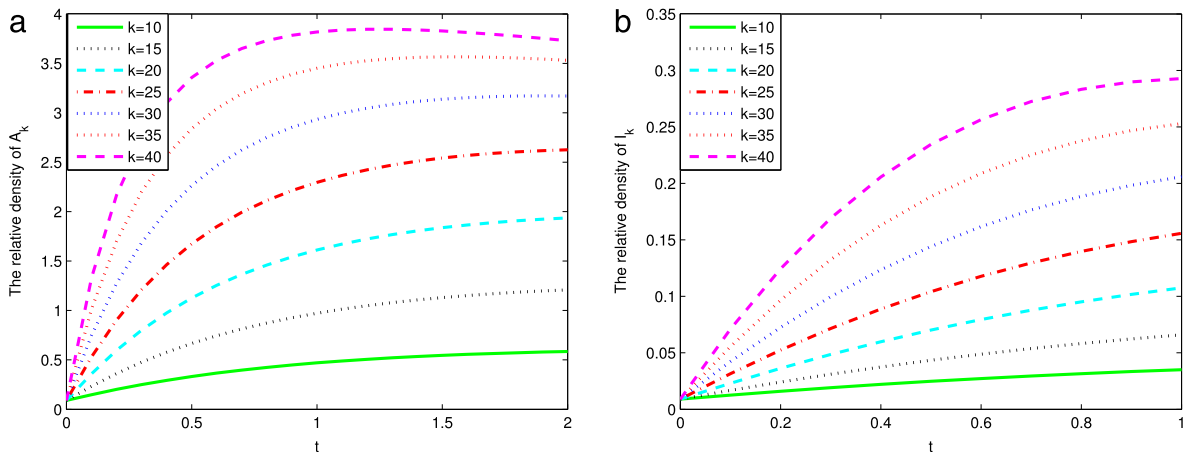 a
4
3.5
3
2.5
2
1.5
1
0.5
0
0
0.5
1
1.5
2
The relative density of A_k
t
k=10
k=15
k=20
k=25
k=30
k=35
k=40
b
0.35
0.3
0.25
0.2
0.15
0.1
0.05
0
0
0.2
0.4
0.6
0.8
1
The relative density of I_k
t
k=10
k=15
k=20
k=25
k=30
k=35
k=40